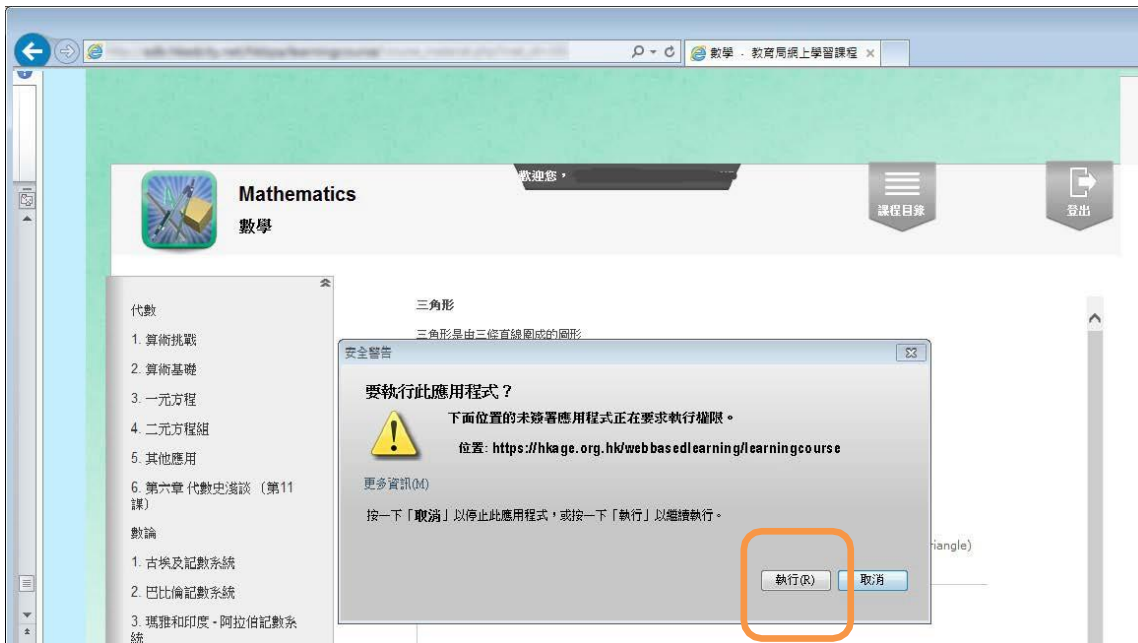 數學 - 教育局網上學習課程
Mathematics
數學
歡迎您，
課程目錄
登出
代數
1. 算術挑戰
2. 算術基礎
3. 一元方程
4. 二元方程組
5. 其他應用
6. 第六章 代數史淺談 （第11
課）
數論
1. 古埃及記數系統
2. 巴比倫記數系統
3. 瑪雅和印度 - 阿拉伯記數系
統
三角形
三角形是由三條直線圍成的圖形
安全警告
要執行此應用程式？
下面位置的未簽署應用程式正在要求執行權限。
位置: https://hkage.org.hk/webbasedlearning/learningcourse
更多資訊(M)
按一下「取消」以停止此應用程式，或按一下「執行」以繼續執行。
riangle)
執行(R)
取消